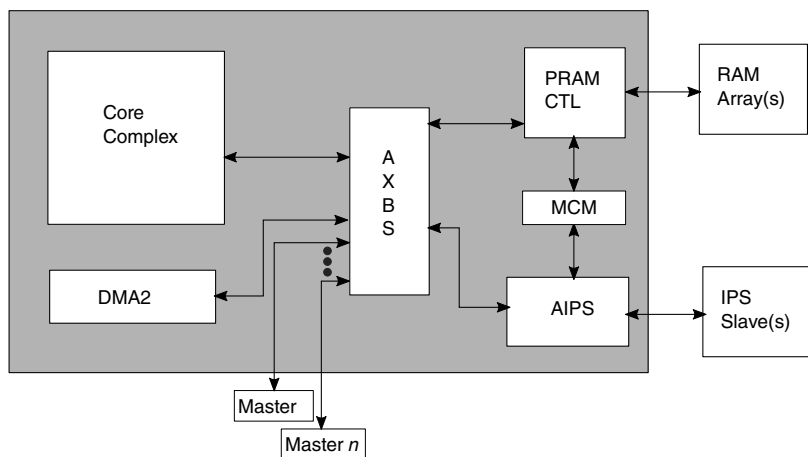 Core
Complex
DMA2
A
X
B
S
PRAM
CTL
MCM
AIPS
RAM
Array(s)
IPS
Slave(s)
Master
Master n